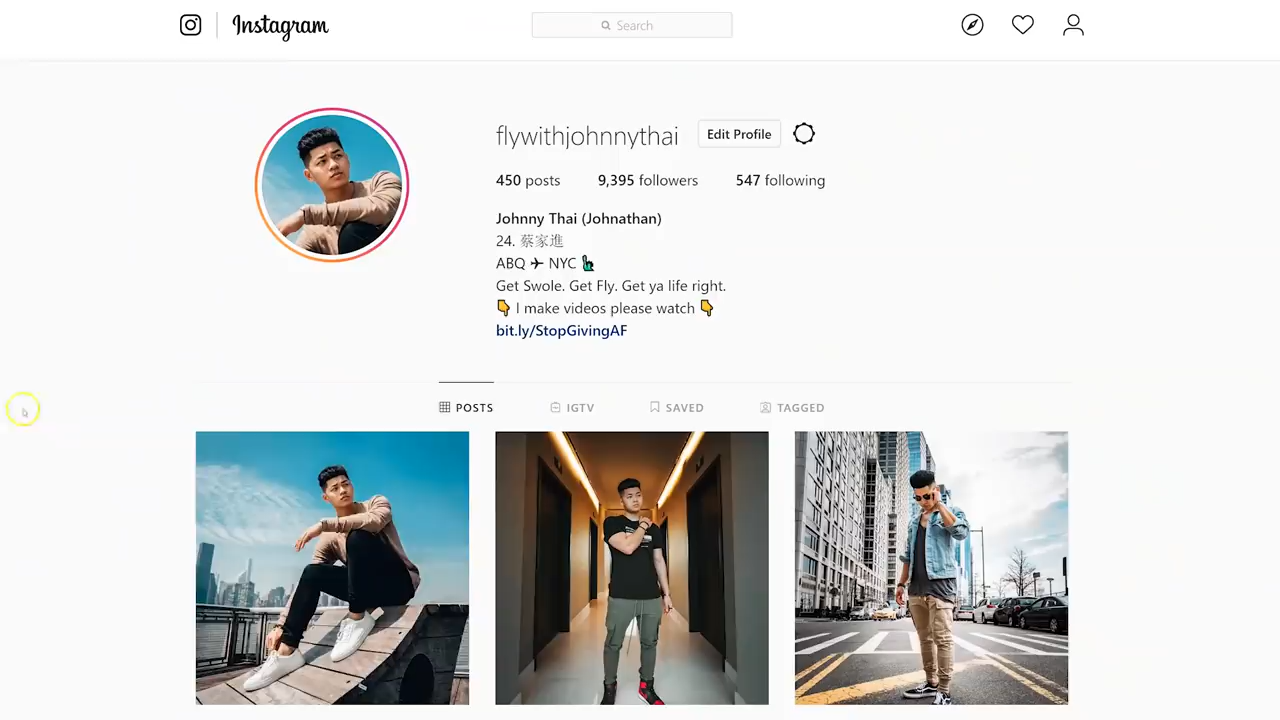 Instagram
Search
flywithjohnnythai
Edit Profile
450 posts
9,395 followers
547 following
Johnny Thai (Johnathan)
24. 蔡家進
ABQ ✈ NYC 🗽
Get Swole. Get Fly. Get ya life right.
👇 I make videos please watch 👇
bit.ly/StopGivingAF
POSTS
IGTV
SAVED
TAGGED